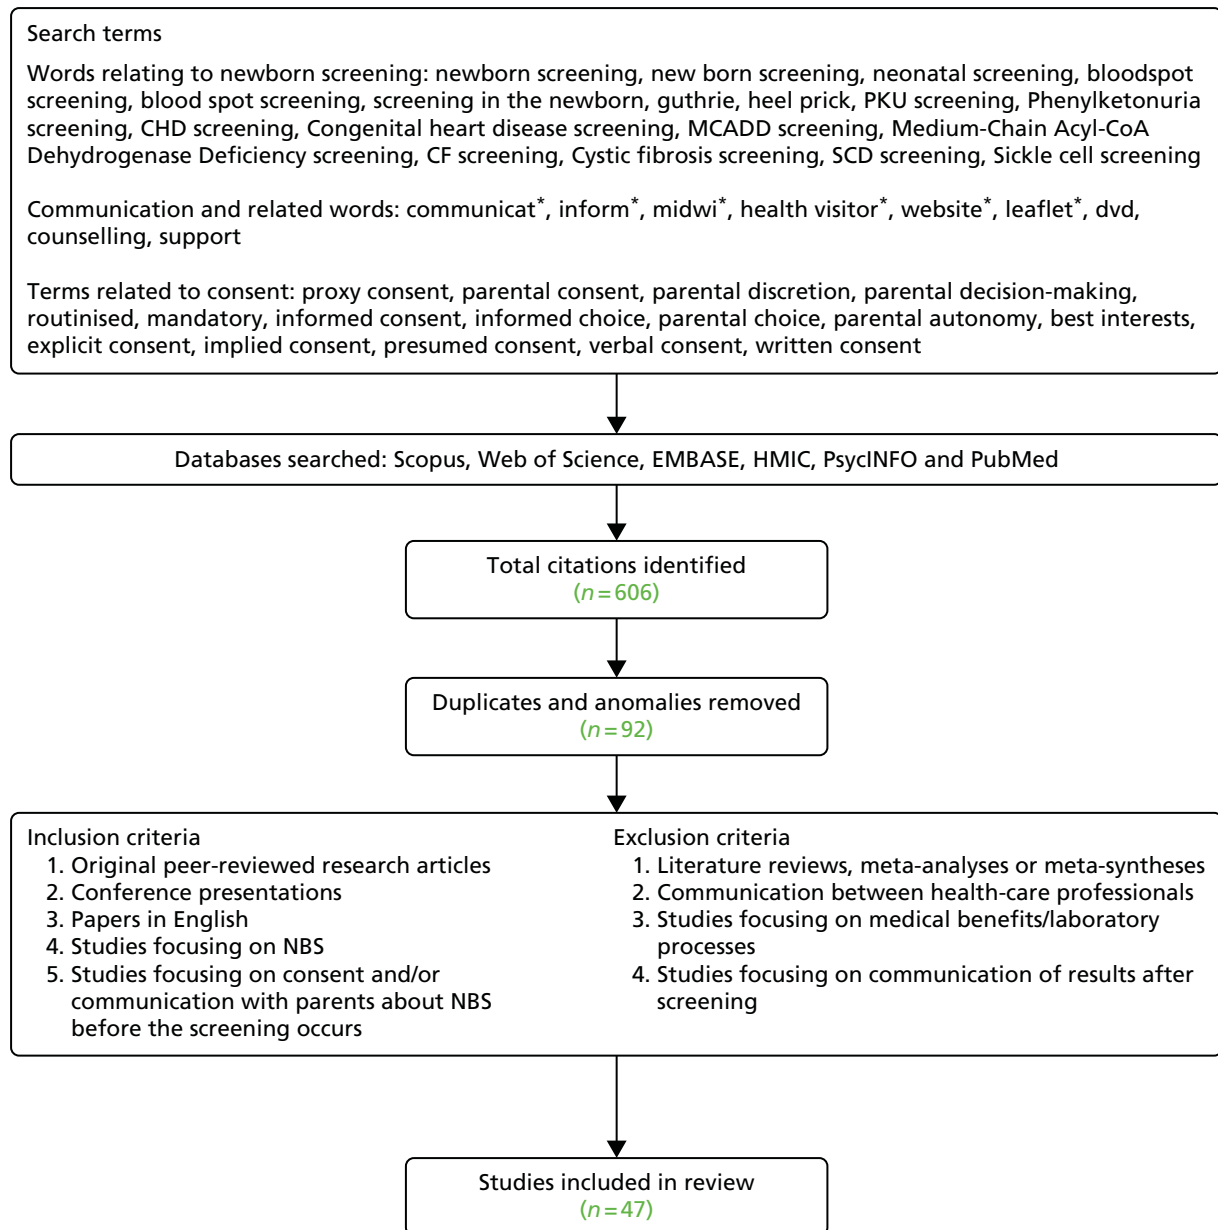 Search terms
Words relating to newborn screening: newborn screening, new born screening, neonatal screening, bloodspot
screening, blood spot screening, screening in the newborn, guthrie, heel prick, PKU screening, Phenylketonuria
screening, CHD screening, Congenital heart disease screening, MCADD screening, Medium-Chain Acyl-CoA
Dehydrogenase Deficiency screening, CF screening, Cystic fibrosis screening, SCD screening, Sickle cell screening
Communication and related words: communicat*, inform*, midwi*, health visitor*, website*, leaflet*, dvd,
counselling, support
Terms related to consent: proxy consent, parental consent, parental discretion, parental decision-making,
routinised, mandatory, informed consent, informed choice, parental choice, parental autonomy, best interests,
explicit consent, implied consent, presumed consent, verbal consent, written consent
Databases searched: Scopus, Web of Science, EMBASE, HMIC, PsycINFO and PubMed
Total citations identified
(n=606)
Duplicates and anomalies removed
(n=92)
Inclusion criteria
1. Original peer-reviewed research articles
2. Conference presentations
3. Papers in English
4. Studies focusing on NBS
5. Studies focusing on consent and/or
communication with parents about NBS
before the screening occurs
Exclusion criteria
1. Literature reviews, meta-analyses or meta-syntheses
2. Communication between health-care professionals
3. Studies focusing on medical benefits/laboratory
processes
4. Studies focusing on communication of results after
screening
Studies included in review
(n=47)